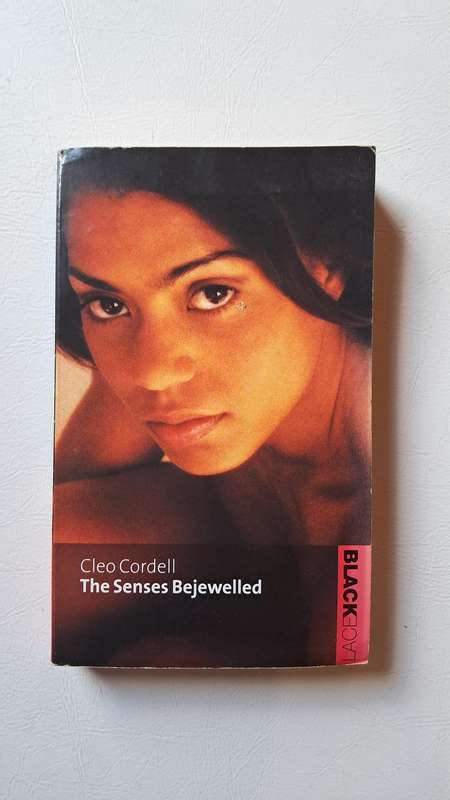 Cleo Cordell
The Senses Bejewelled
BLACK
LACE